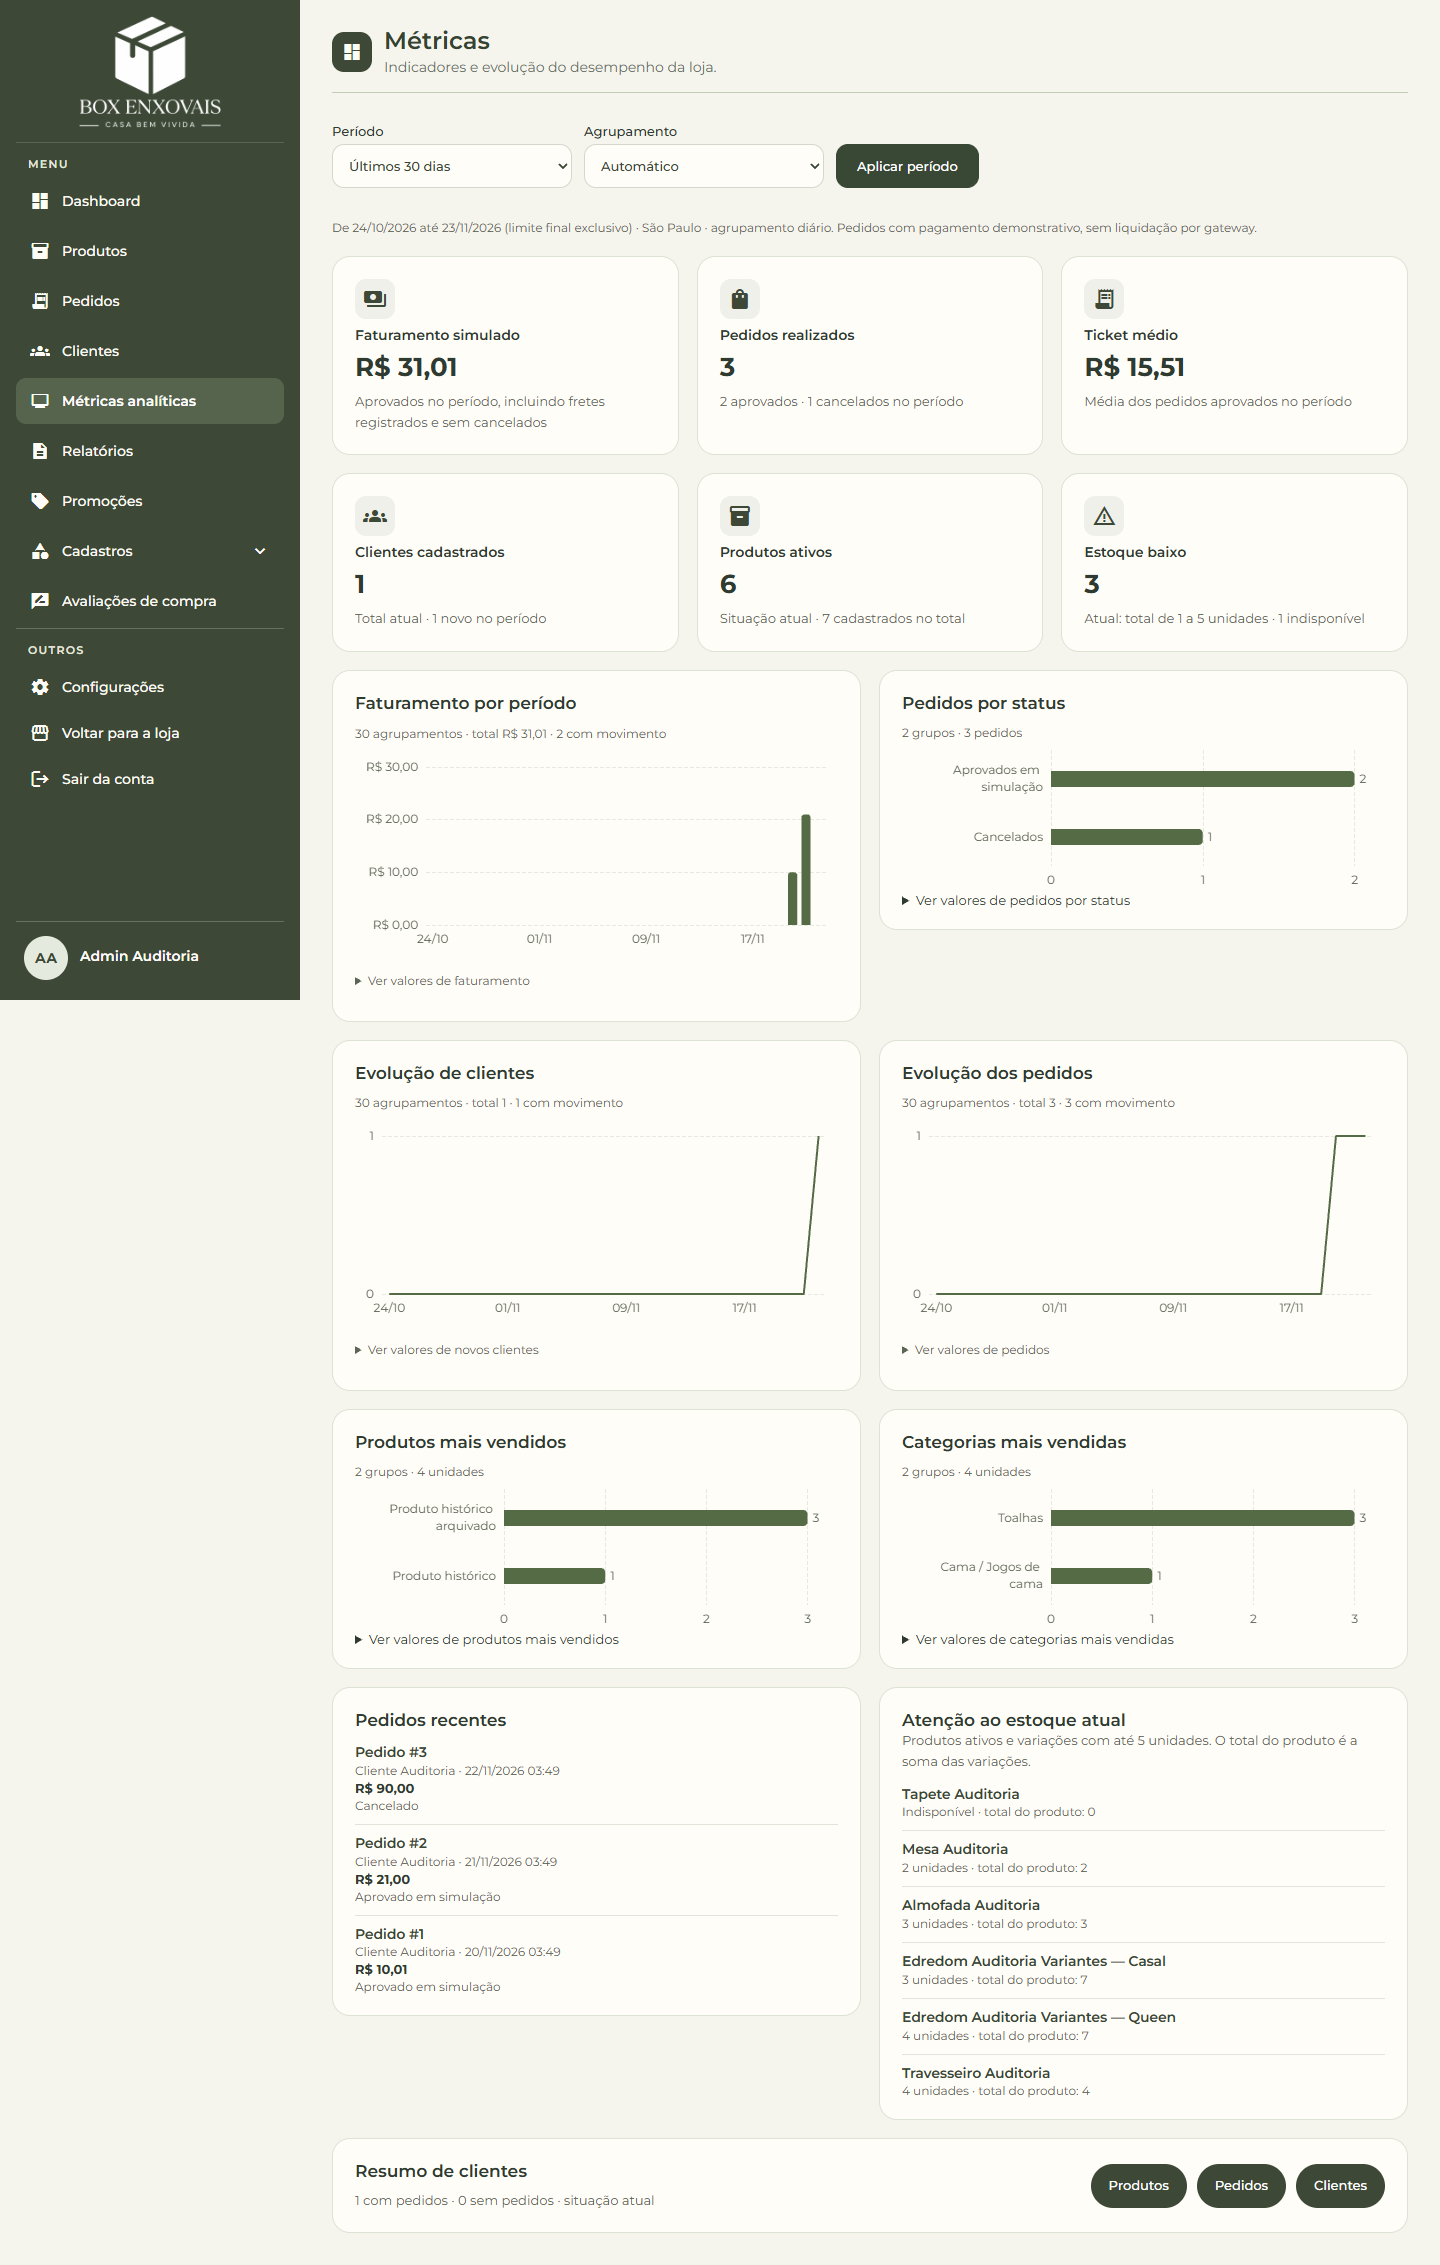 BOX ENXOVAIS
CASA BEM VIVIDA
MENU
Dashboard
Produtos
Pedidos
Clientes
Métricas analíticas
Relatórios
Promoções
Cadastros
Avaliações de compra
OUTROS
Configurações
Voltar para a loja
Sair da conta
AA
Admin Auditoria
Métricas
Indicadores e evolução do desempenho da loja.
Período
Agrupamento
Últimos 30 dias
Automático
Aplicar período
De 24/10/2026 até 23/11/2026 (limite final exclusivo) · São Paulo · agrupamento diário. Pedidos com pagamento demonstrativo, sem liquidação por gateway.
Faturamento simulado
R$ 31,01
Aprovados no período, incluindo fretes
registrados e sem cancelados
Pedidos realizados
3
2 aprovados · 1 cancelados no período
Ticket médio
R$ 15,51
Média dos pedidos aprovados no período
Clientes cadastrados
1
Total atual · 1 novo no período
Produtos ativos
6
Situação atual · 7 cadastrados no total
Estoque baixo
3
Atual: total de 1 a 5 unidades · 1 indisponível
Faturamento por período
30 agrupamentos · total R$ 31,01 · 2 com movimento
R$ 30,00
R$ 20,00
R$ 10,00
R$ 0,00
24/10 01/11 09/11 17/11
Ver valores de faturamento
Pedidos por status
2 grupos · 3 pedidos
Aprovados em
simulação
2
Cancelados
1
0 1 2
Ver valores de pedidos por status
Evolução de clientes
30 agrupamentos · total 1 · 1 com movimento
1
0
24/10 01/11 09/11 17/11
Ver valores de novos clientes
Evolução dos pedidos
30 agrupamentos · total 3 · 3 com movimento
1
0
24/10 01/11 09/11 17/11
Ver valores de pedidos
Produtos mais vendidos
2 grupos · 4 unidades
Produto histórico
arquivado
3
Produto histórico
1
0 1 2 3
Ver valores de produtos mais vendidos
Categorias mais vendidas
2 grupos · 4 unidades
Toalhas
3
Cama / Jogos de
cama
1
0 1 2 3
Ver valores de categorias mais vendidas
Pedidos recentes
Pedido #3
Cliente Auditoria · 22/11/2026 03:49
R$ 90,00
Cancelado
Pedido #2
Cliente Auditoria · 21/11/2026 03:49
R$ 21,00
Aprovado em simulação
Pedido #1
Cliente Auditoria · 20/11/2026 03:49
R$ 10,01
Aprovado em simulação
Atenção ao estoque atual
Produtos ativos e variações com até 5 unidades. O total do produto é a
soma das variações.
Tapete Auditoria
Indisponível · total do produto: 0
Mesa Auditoria
2 unidades · total do produto: 2
Almofada Auditoria
3 unidades · total do produto: 3
Edredom Auditoria Variantes — Casal
3 unidades · total do produto: 7
Edredom Auditoria Variantes — Queen
4 unidades · total do produto: 7
Travesseiro Auditoria
4 unidades · total do produto: 4
Resumo de clientes
1 com pedidos · 0 sem pedidos · situação atual
Produtos
Pedidos
Clientes